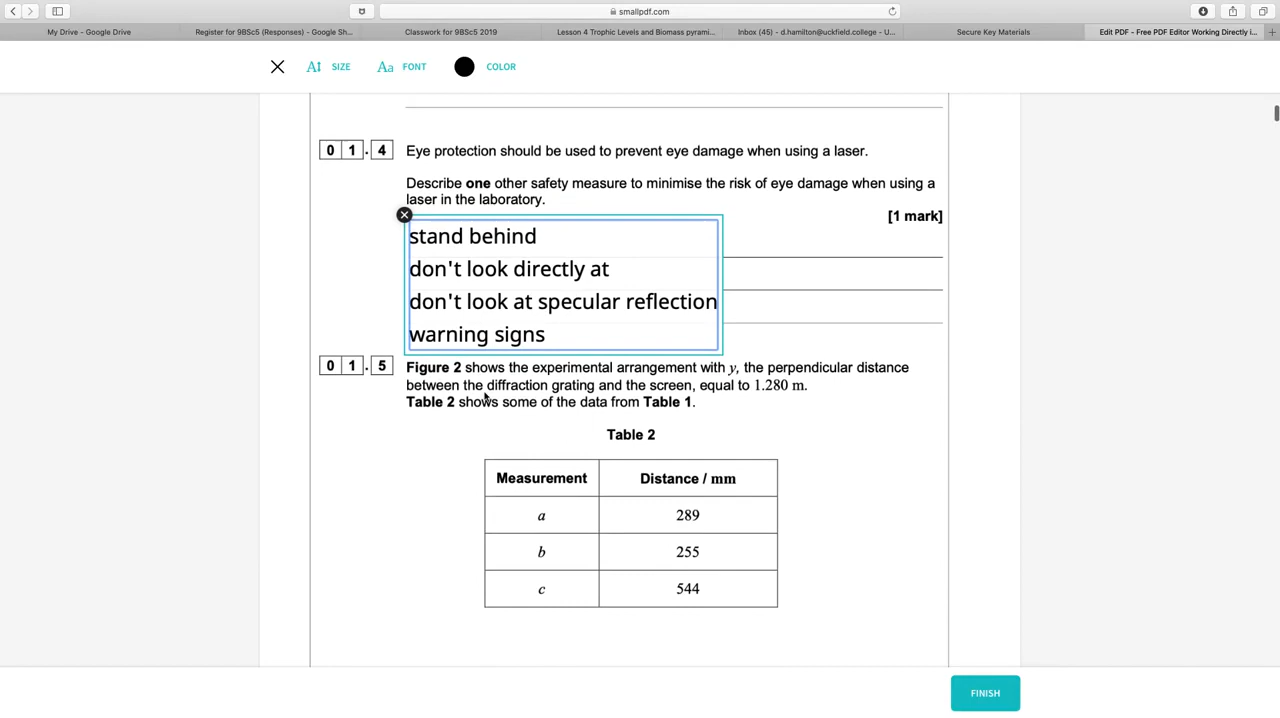 smallpdf.com
My Drive - Google Drive
Register for 9BSc5 (Responses) - Google Sh...
Classwork for 9BSc5 2019
Lesson 4 Trophic Levels and Biomass pyrami...
Inbox (45) - d.hamilton@uckfield.college - U...
Secure Key Materials
Edit PDF - Free PDF Editor Working Directly i...
SIZE
Aa FONT
COLOR
0 1 . 4 Eye protection should be used to prevent eye damage when using a laser.
Describe one other safety measure to minimise the risk of eye damage when using a
laser in the laboratory.
[1 mark]
stand behind
don't look directly at
don't look at specular reflection
warning signs
0 1 . 5 Figure 2 shows the experimental arrangement with y, the perpendicular distance
between the diffraction grating and the screen, equal to 1.280 m.
Table 2 shows some of the data from Table 1.
Table 2
Measurement Distance / mm
a 289
b 255
c 544
FINISH